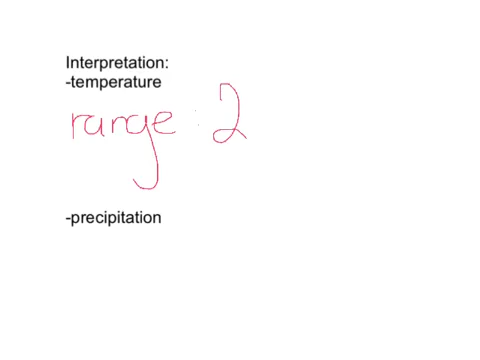 Interpretation:
-temperature
range 2
-precipitation